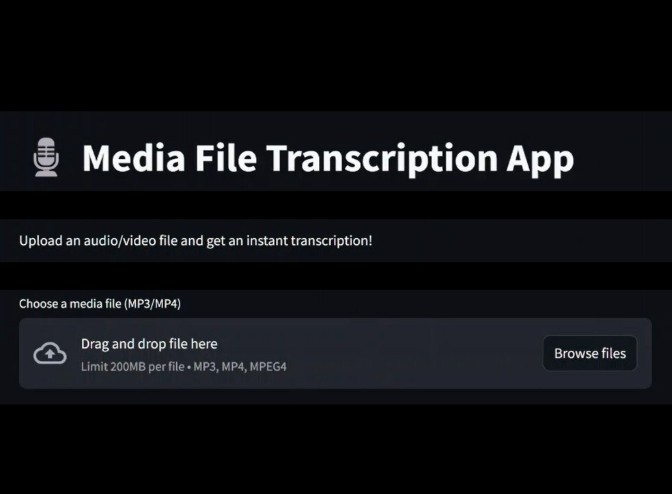 Media File Transcription App
Upload an audio/video file and get an instant transcription!
Choose a media file (MP3/MP4)
Drag and drop file here
Limit 200MB per file • MP3, MP4, MPEG4
Browse files